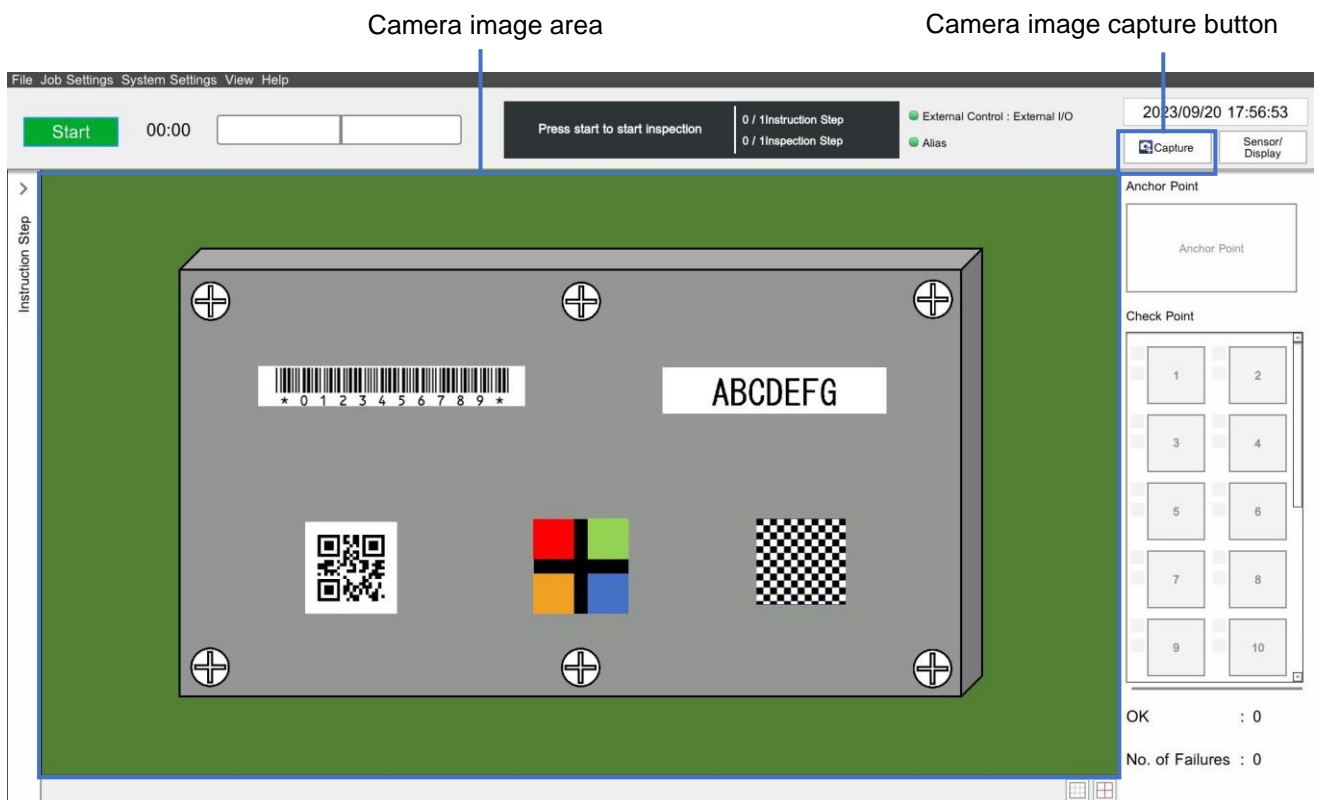 Camera image area
Camera image capture button
File Job Settings System Settings View Help
Start
00:00
Press start to start inspection
0 / 1Instruction Step
0 / 1Inspection Step
External Control : External I/O
Alias
2023/09/20 17:56:53
Capture
Sensor/
Display
Instruction Step
Anchor Point
Anchor Point
Check Point
1
2
3
4
5
6
7
8
9
10
* 0 1 2 3 4 5 6 7 8 9 *
ABCDEFG
OK : 0
No. of Failures : 0